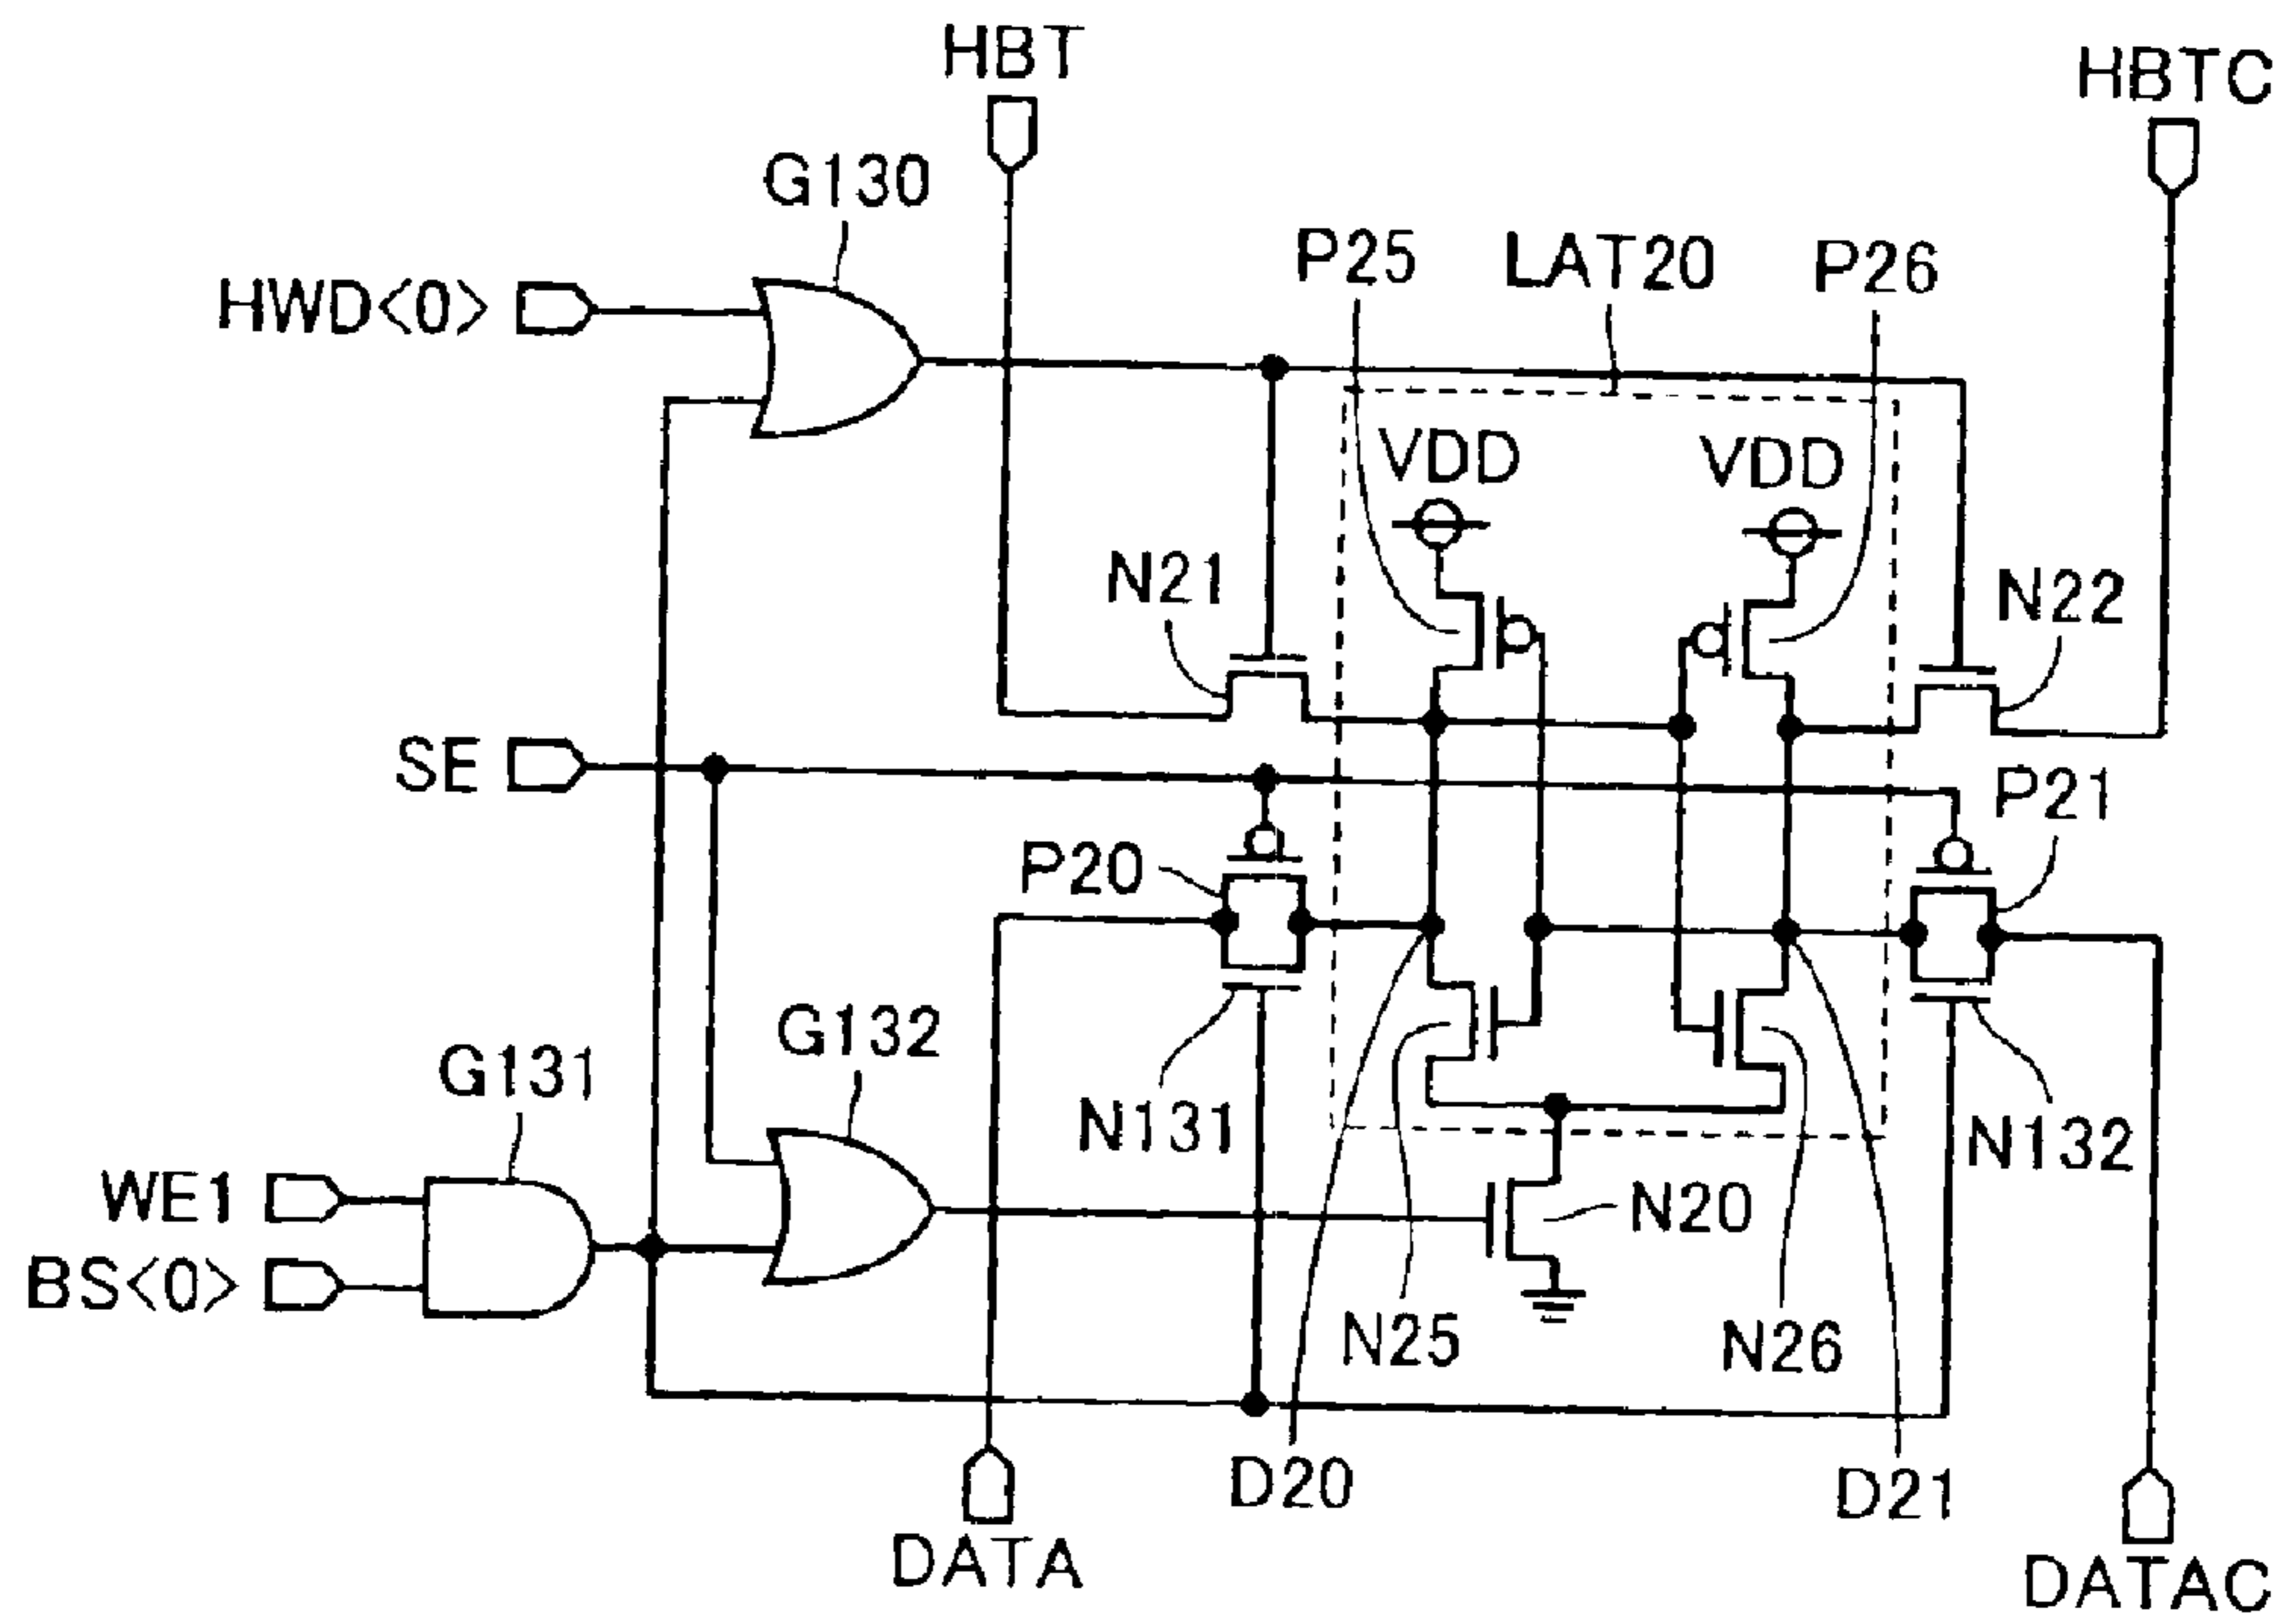 HBT
HBTC
G130
P25
LAT20
P26
HWD<0>
VDD
VDD
N21
N22
SE
P21
P20
G132
G131
N131
N132
WE1
N20
BS<0>
N25
N26
D20
D21
DATA
DATAC